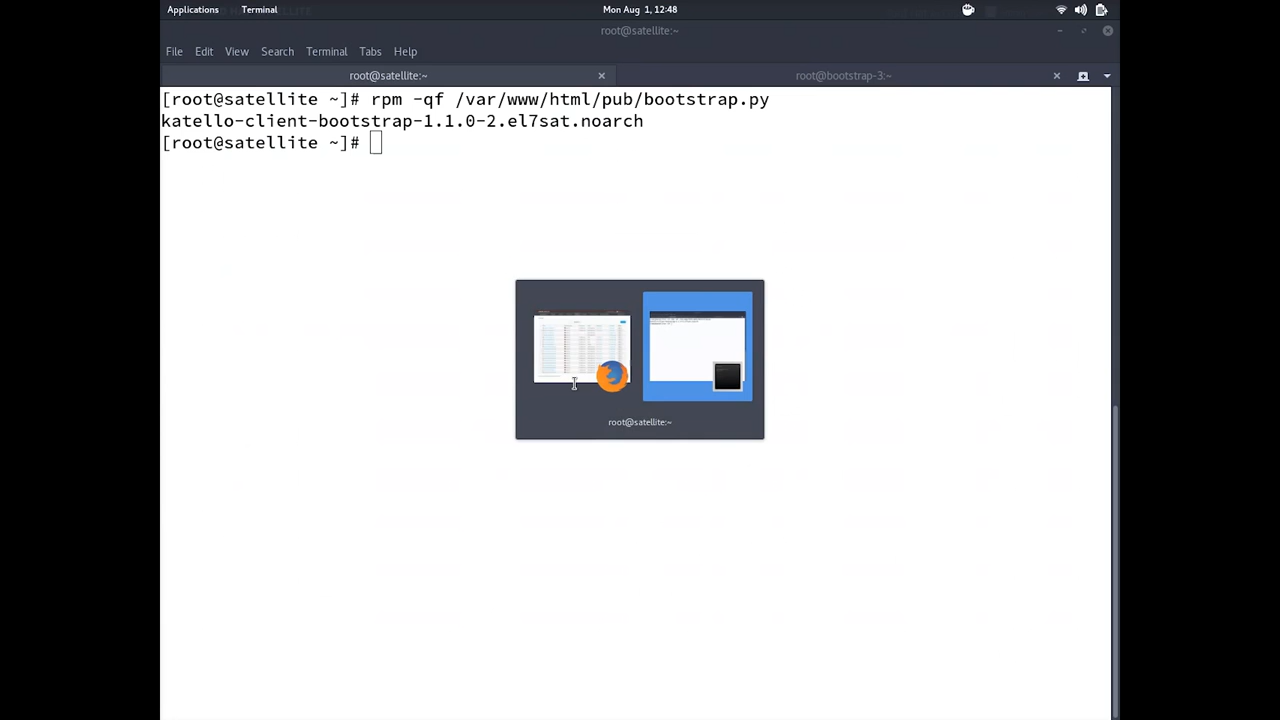 Applications Terminal Mon Aug 1, 12:48
root@satellite:~
File Edit View Search Terminal Tabs Help
root@satellite:~ root@bootstrap-3:~
[root@satellite ~]# rpm -qf /var/www/html/pub/bootstrap.py
katello-client-bootstrap-1.1.0-2.el7sat.noarch
[root@satellite ~]#
root@satellite:~